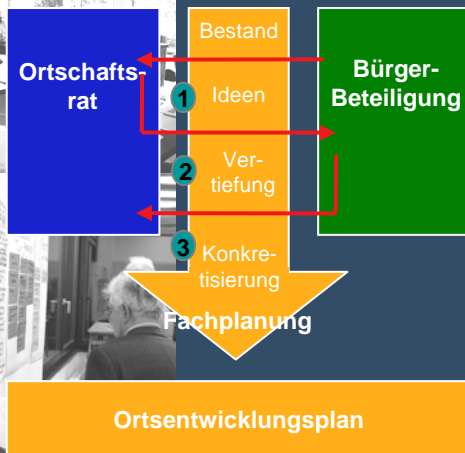 Bestand
Ortschafts-
rat
Bürger-
Beteiligung
1
Ideen
2
Ver-
tiefung
3
Konkre-
tisierung
Fachplanung
Ortsentwicklungsplan